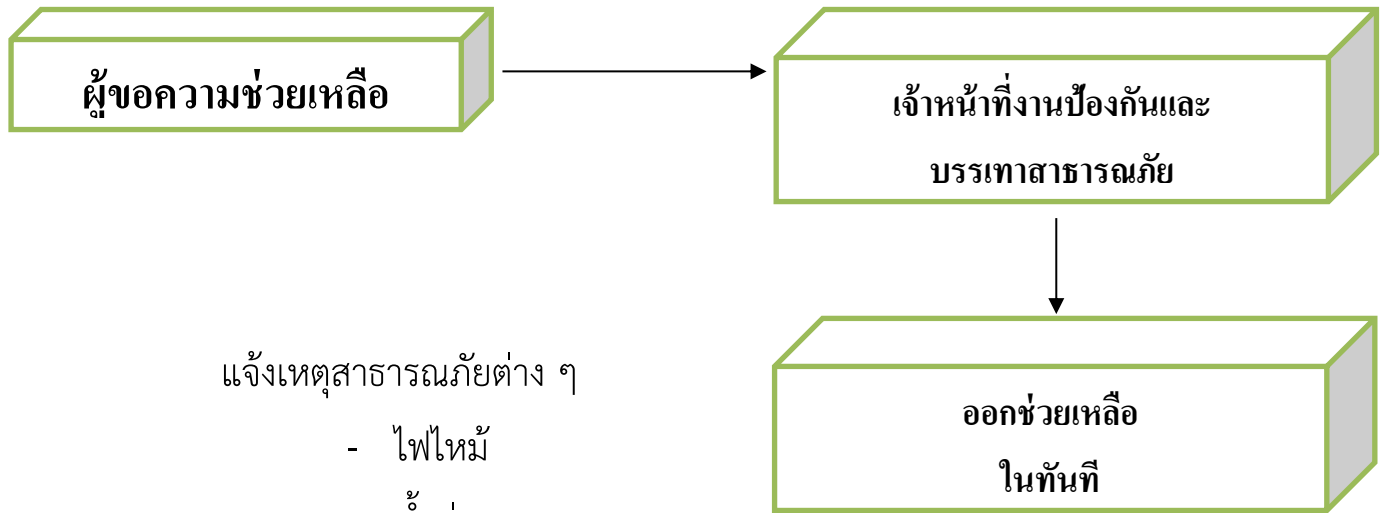 ผู้ขอความช่วยเหลือ
เจ้าหน้าที่งานป้องกันและ
บรรเทาสาธารณภัย
แจ้งเหตุสาธารณภัยต่าง ๆ
- ไฟไหม้
ออกช่วยเหลือ
ในทันที